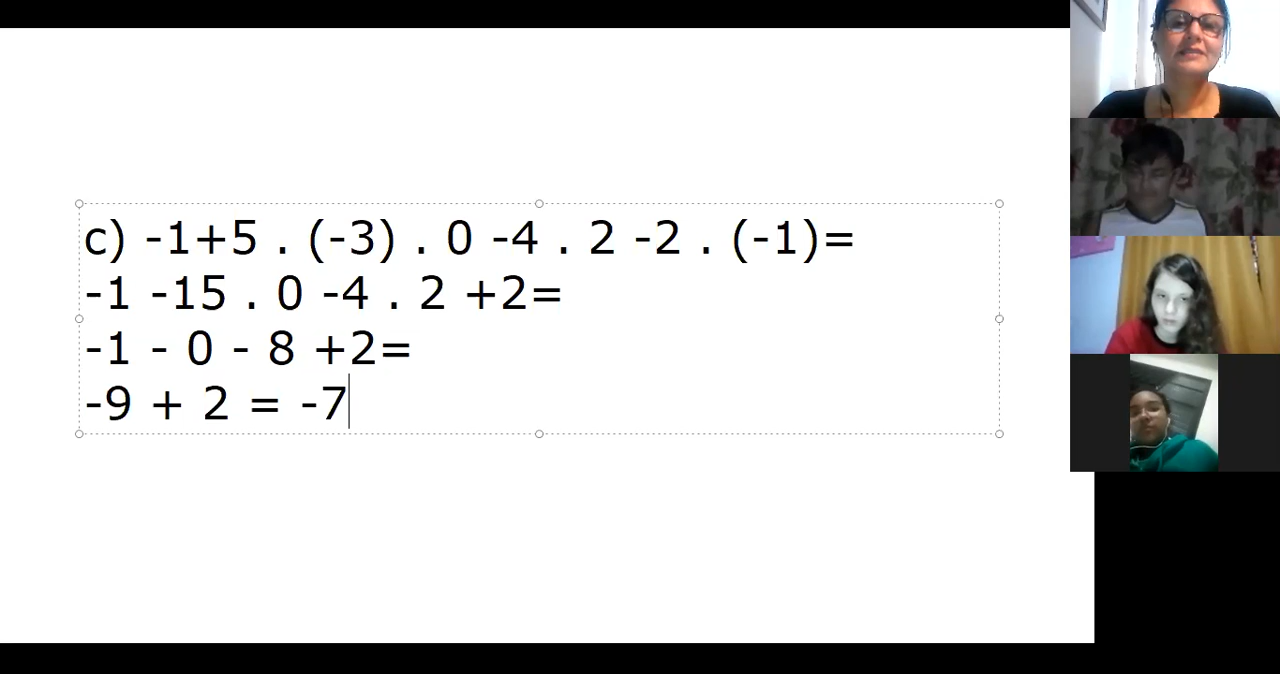 c) -1+5 . (-3) . 0 -4 . 2 -2 . (-1)=
-1 -15 . 0 -4 . 2 +2=
-1 - 0 - 8 +2=
-9 + 2 = -7